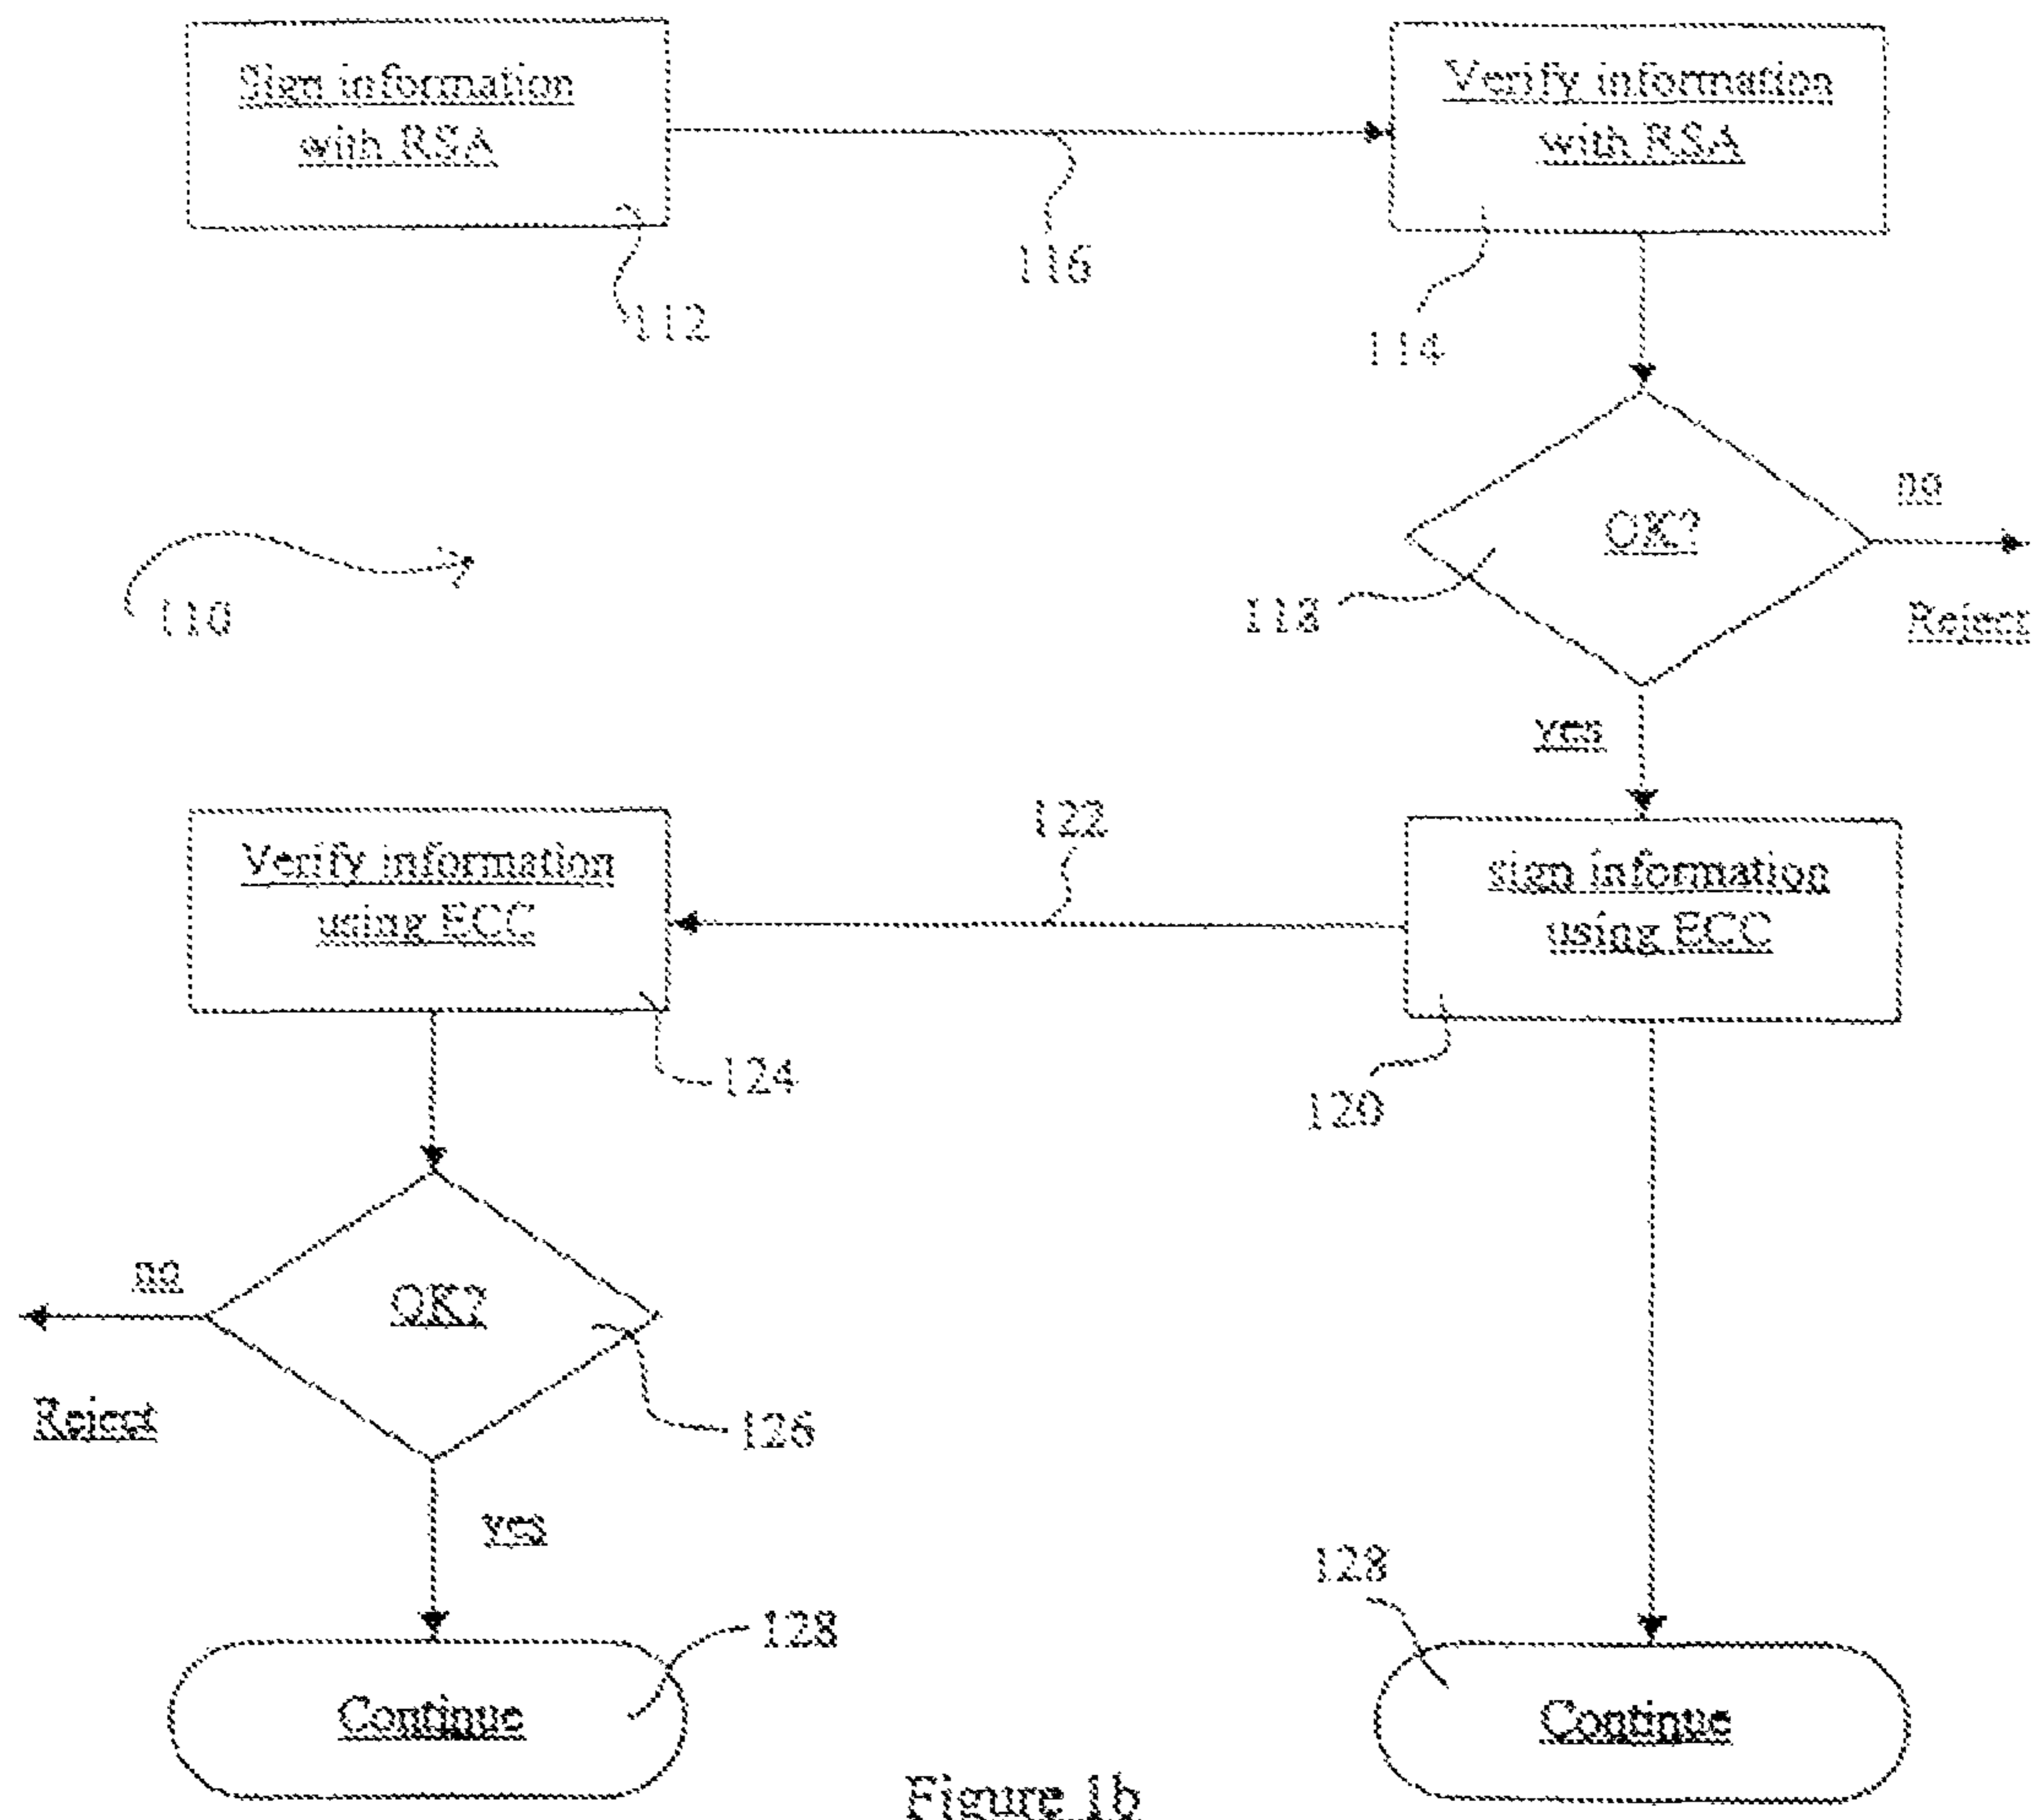 Sign information
with RSA
Verify information
with RSA
116
112
114
no
OK?
110
118
Reject
yes
122
Verify information
using ECC
sign information
using ECC
124
120
no
OK?
Reject
126
yes
128
128
Continue
Continue
Figure 1b